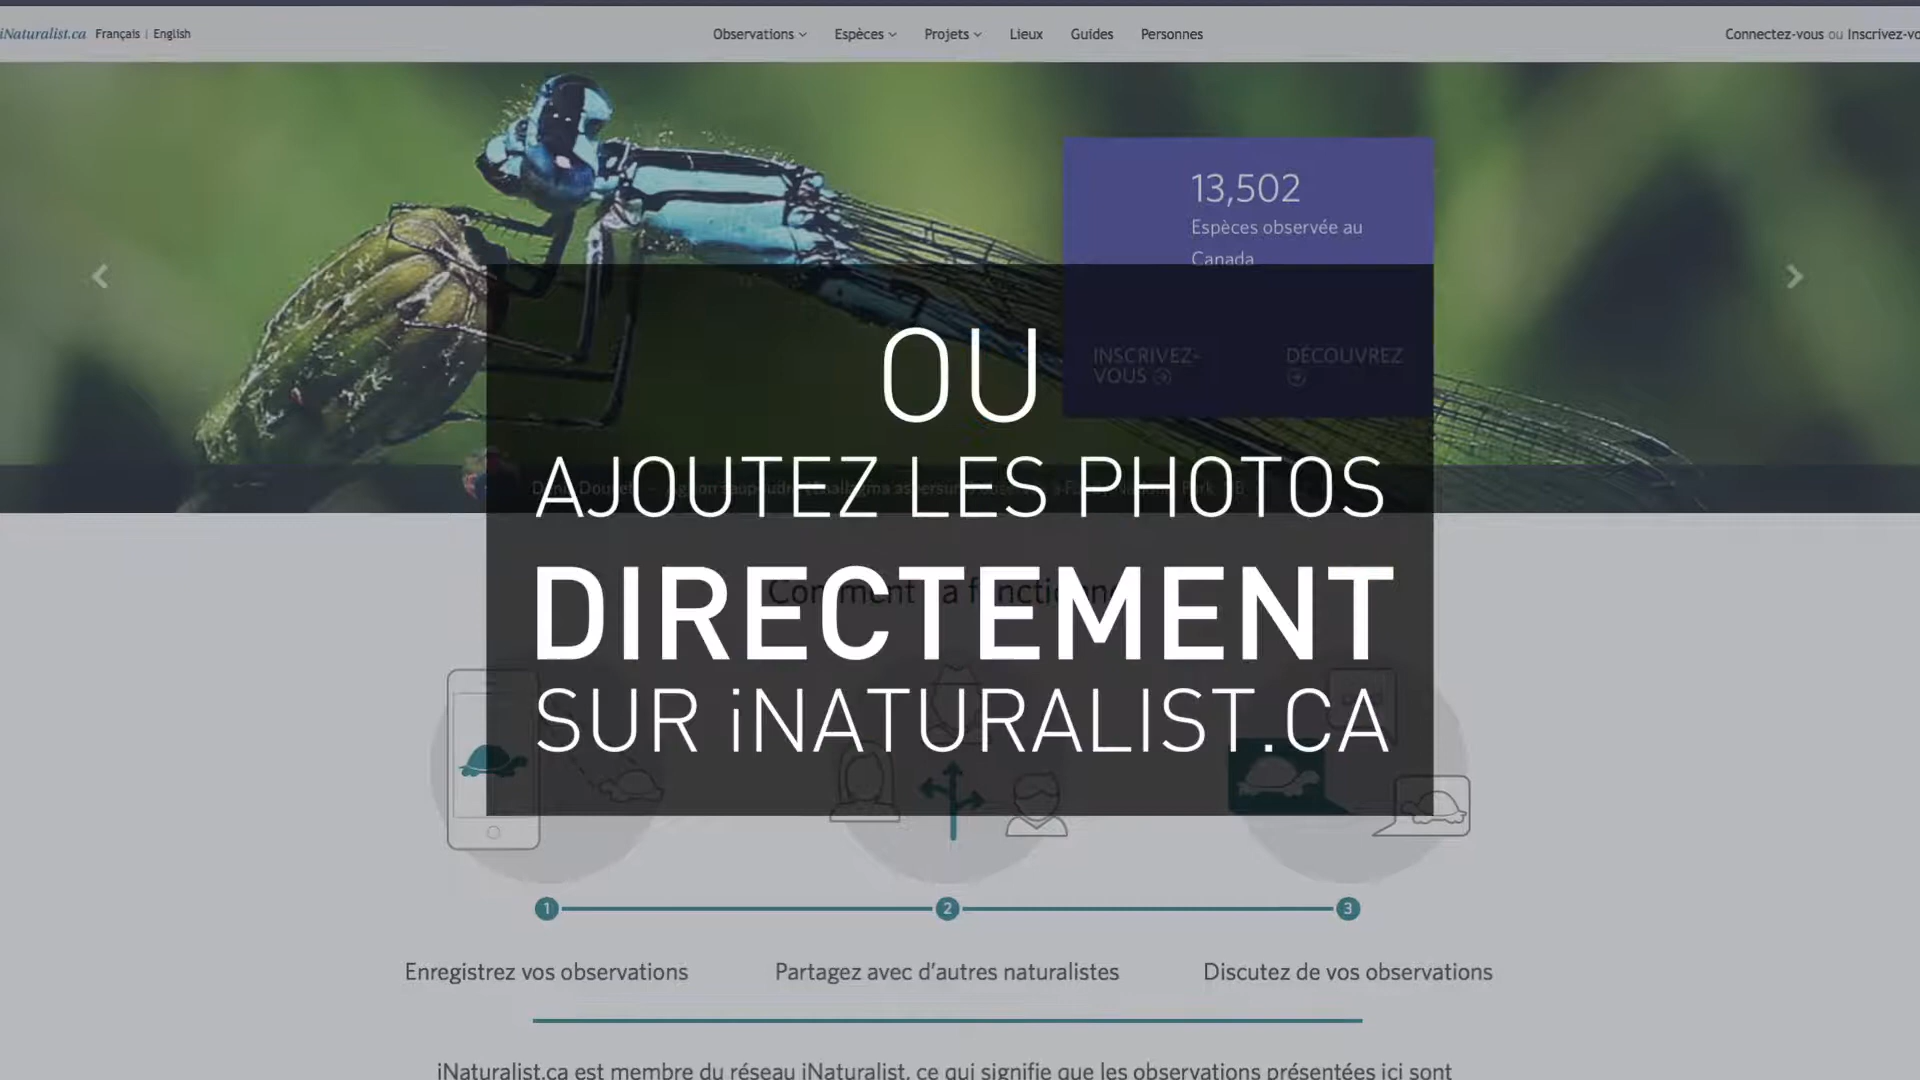 iNaturalist.ca Français | English Observations Espèces Projets Lieux Guides Personnes Connectez-vous ou Inscrivez-vo
13,502
Espèces observée au
Canada
INSCRIVEZ-
VOUS
DÉCOUVREZ
OU
AJOUTEZ LES PHOTOS
DIRECTEMENT
SUR iNATURALIST.CA
1 2 3
Enregistrez vos observations
Partagez avec d'autres naturalistes
Discutez de vos observations
iNaturalist.ca est membre du réseau iNaturalist, ce qui signifie que les observations présentées ici sont